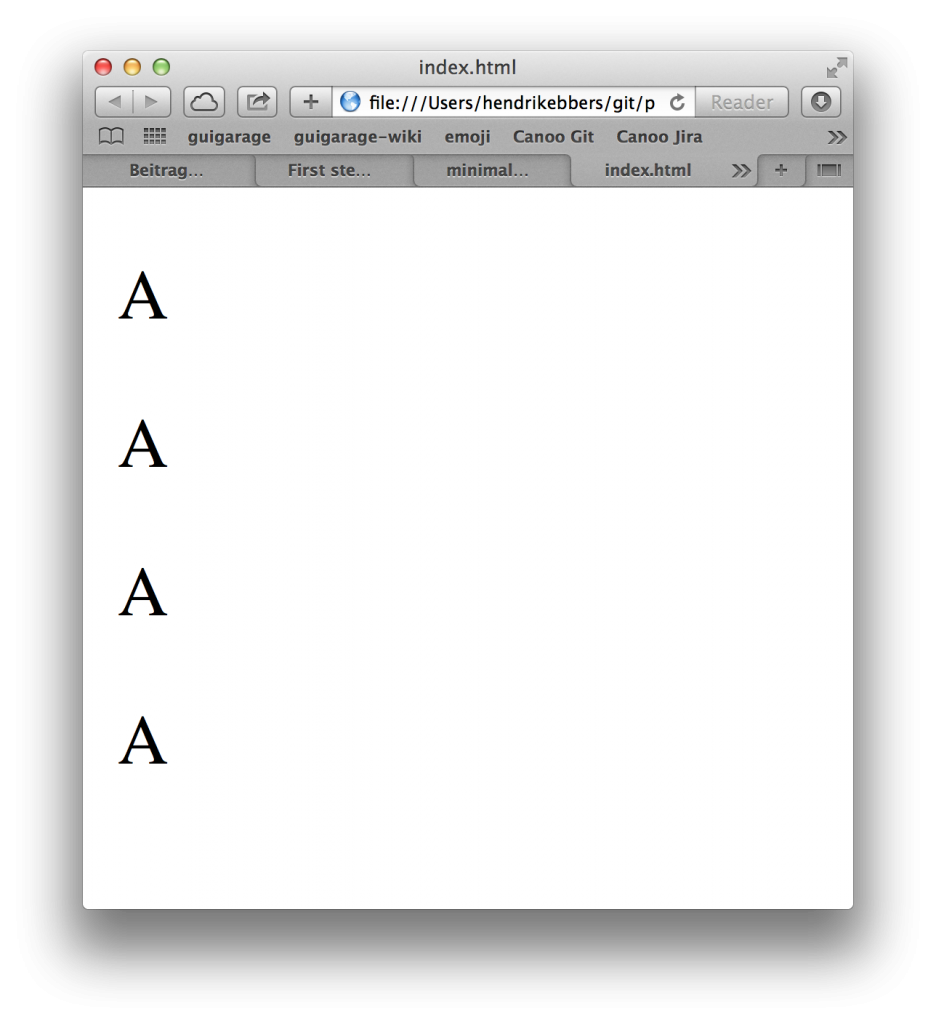 index.html
file:///Users/hendrikebbers/git/p
Reader
guigarage guigarage-wiki emoji Canoo Git Canoo Jira
Beitrag... First ste... minimal... index.html
A
A
A
A